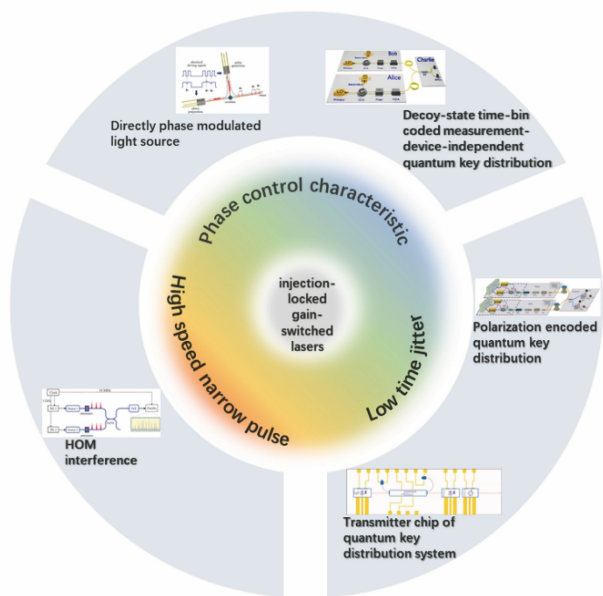 Directly phase modulated
light source
Bob
Charlie
Alice
Decoy-state time-bin
coded measurement-
device-independent
quantum key distribution
Phase control characteristic
High speed narrow pulse
Low time jitter
injection-
locked
gain-
switched
lasers
Polarization encoded
quantum key
distribution
HOM
interference
Transmitter chip of
quantum key
distribution system